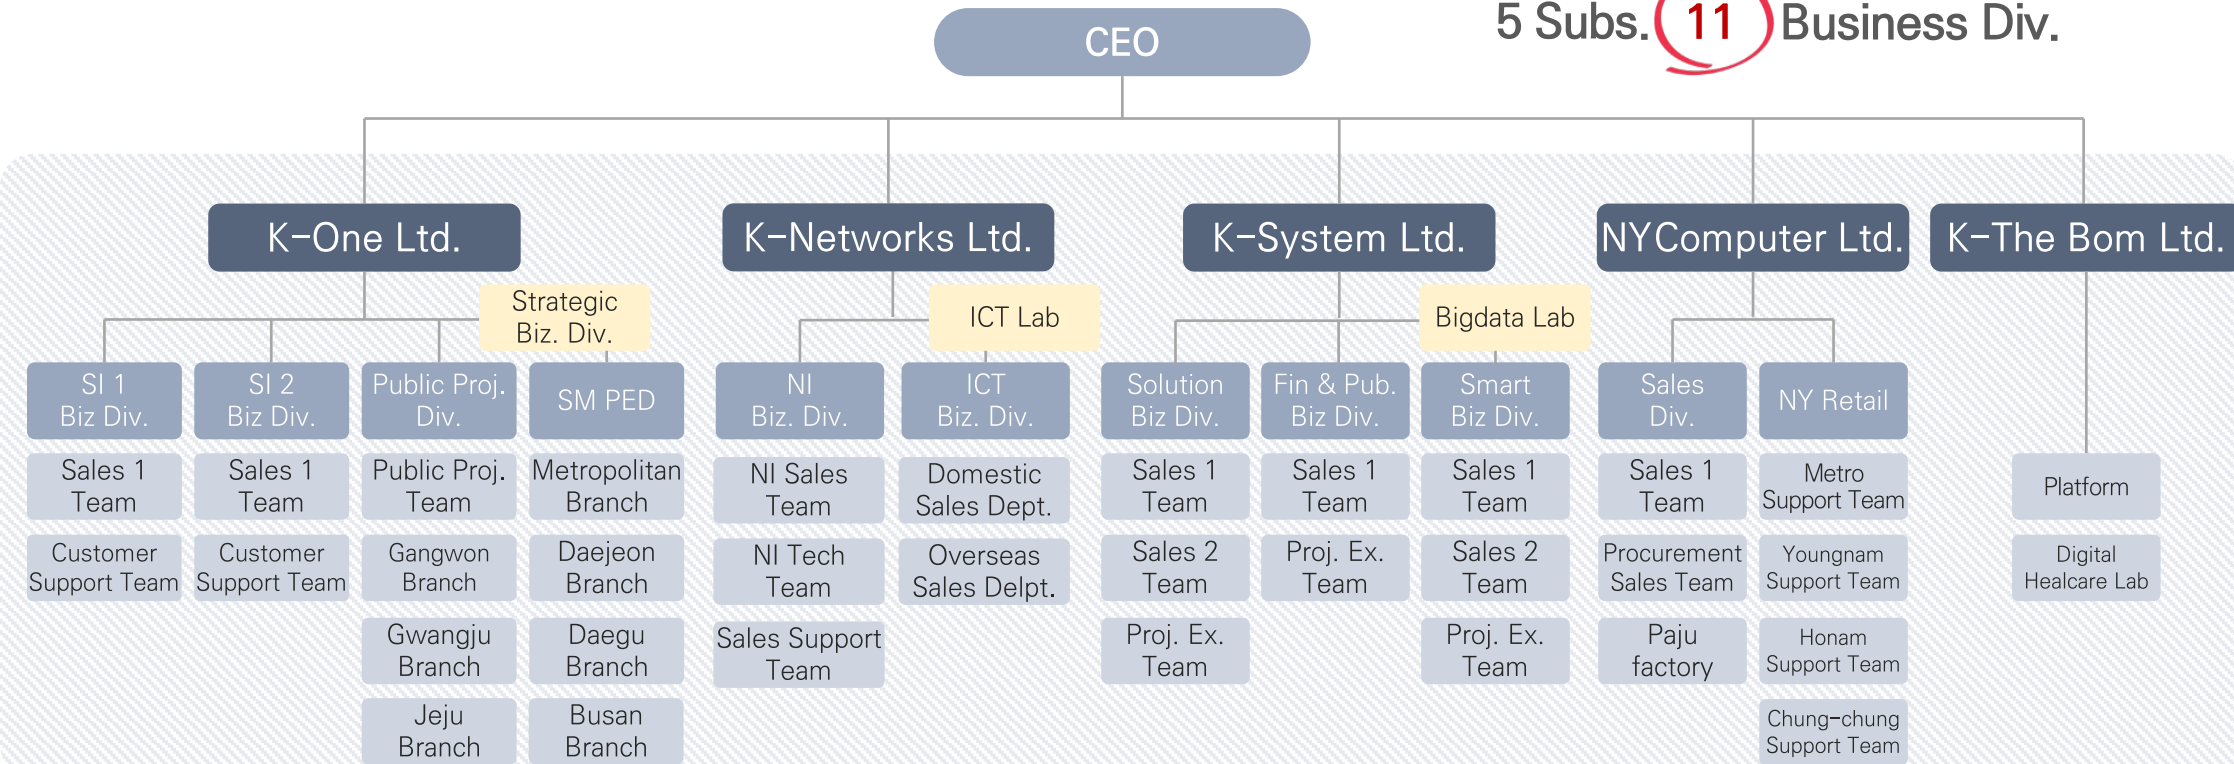 CEO
5 Subs. 11 Business Div.
K-One Ltd.
K-Networks Ltd.
K-System Ltd.
NYComputer Ltd.
K-The Bom Ltd.
Strategic
Biz. Div.
ICT Lab
Bigdata Lab
SI 1
Biz Div.
SI 2
Biz Div.
Public Proj.
Div.
SM PED
NI
Biz. Div.
ICT
Biz. Div.
Solution
Biz Div.
Fin & Pub.
Biz Div.
Smart
Biz Div.
Sales
Div.
NY Retail
Sales 1
Team
Sales 1
Team
Public Proj.
Team
Metropolitan
Branch
NI Sales
Team
Domestic
Sales Dept.
Sales 1
Team
Sales 1
Team
Sales 1
Team
Sales 1
Team
Metro
Support Team
Platform
Customer
Support Team
Customer
Support Team
Gangwon
Branch
Daejeon
Branch
NI Tech
Team
Overseas
Sales Delpt.
Sales 2
Team
Proj. Ex.
Team
Sales 2
Team
Procurement
Sales Team
Youngnam
Support Team
Digital
Healcare Lab
Gwangju
Branch
Daegu
Branch
Sales Support
Team
Proj. Ex.
Team
Proj. Ex.
Team
Paju
factory
Honam
Support Team
Jeju
Branch
Busan
Branch
Chung-chung
Support Team